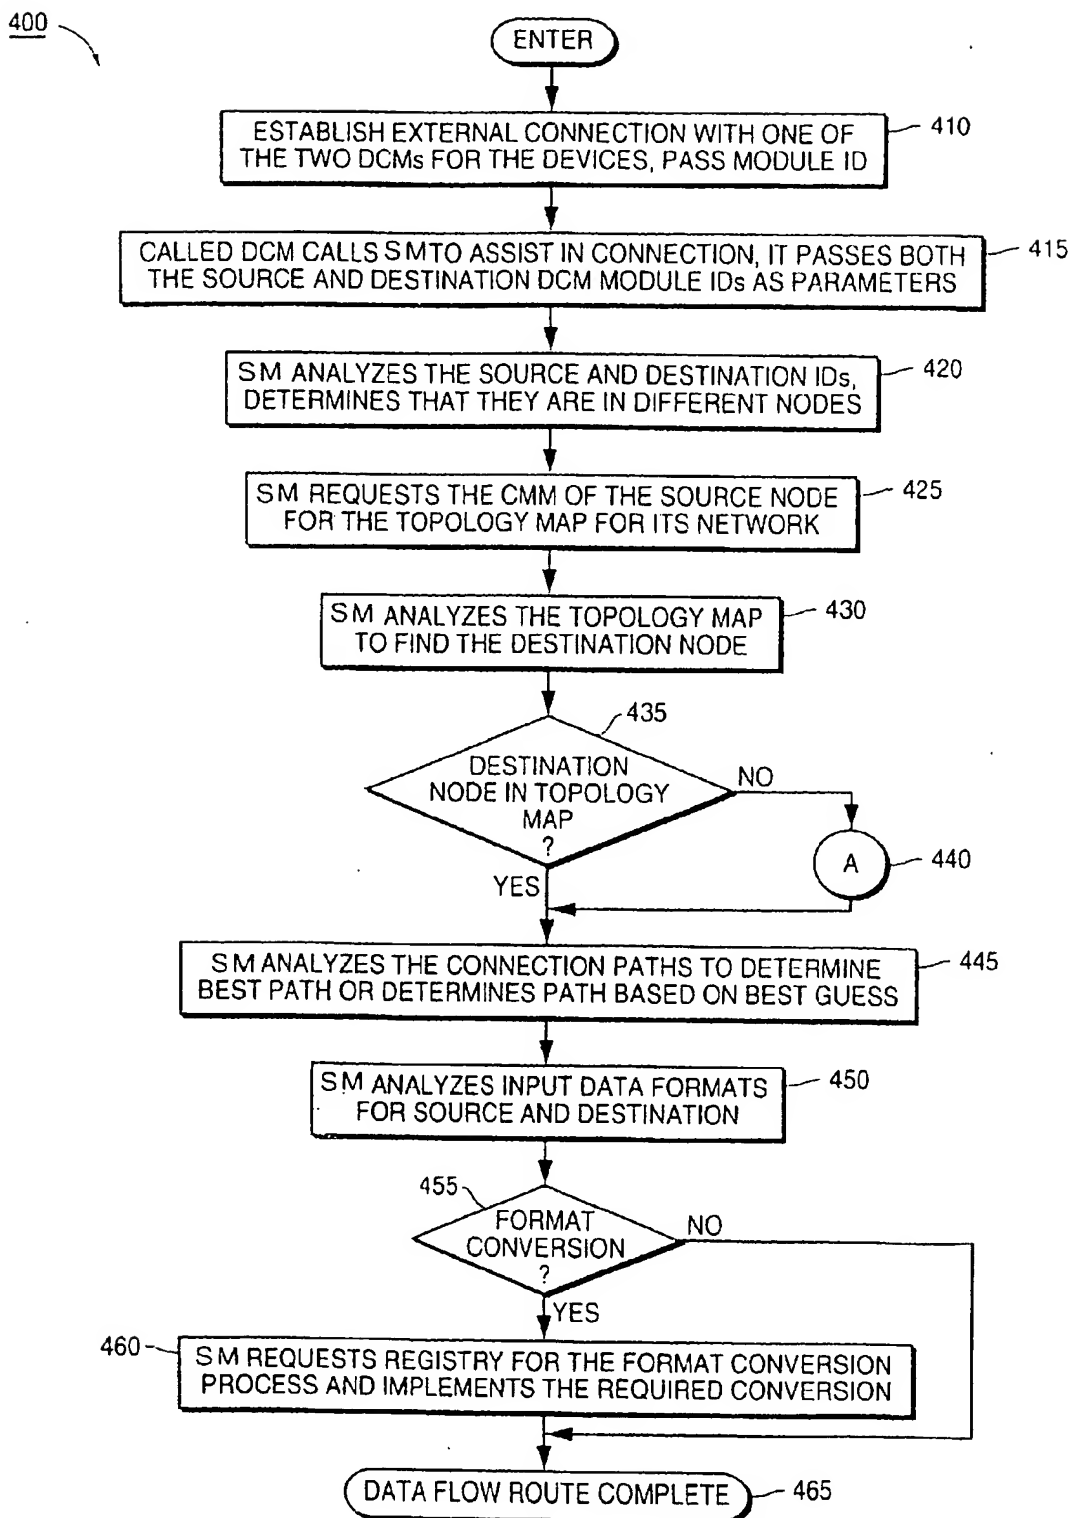 400
ENTER
ESTABLISH EXTERNAL CONNECTION WITH ONE OF
THE TWO DCMs FOR THE DEVICES, PASS MODULE ID
410
CALLED DCM CALLS SM TO ASSIST IN CONNECTION, IT PASSES BOTH
THE SOURCE AND DESTINATION DCM MODULE IDs AS PARAMETERS
415
SM ANALYZES THE SOURCE AND DESTINATION IDs,
DETERMINES THAT THEY ARE IN DIFFERENT NODES
420
SM REQUESTS THE CMM OF THE SOURCE NODE
FOR THE TOPOLOGY MAP FOR ITS NETWORK
425
SM ANALYZES THE TOPOLOGY MAP
TO FIND THE DESTINATION NODE
430
435
DESTINATION
NODE IN TOPOLOGY
MAP
?
NO
A
440
YES
SM ANALYZES THE CONNECTION PATHS TO DETERMINE
BEST PATH OR DETERMINES PATH BASED ON BEST GUESS
445
SM ANALYZES INPUT DATA FORMATS
FOR SOURCE AND DESTINATION
450
455
FORMAT
CONVERSION
?
NO
YES
460
SM REQUESTS REGISTRY FOR THE FORMAT CONVERSION
PROCESS AND IMPLEMENTS THE REQUIRED CONVERSION
DATA FLOW ROUTE COMPLETE
465